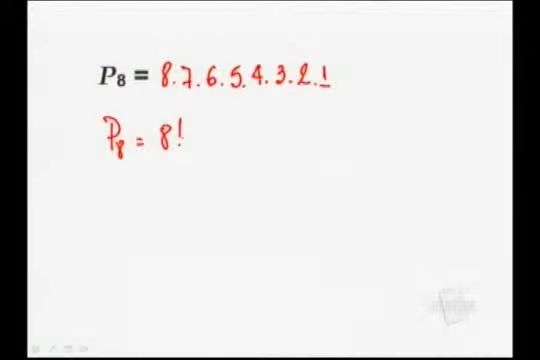 P₈ = 8.7.6.5.4.3.2.1
P₈ = 8!